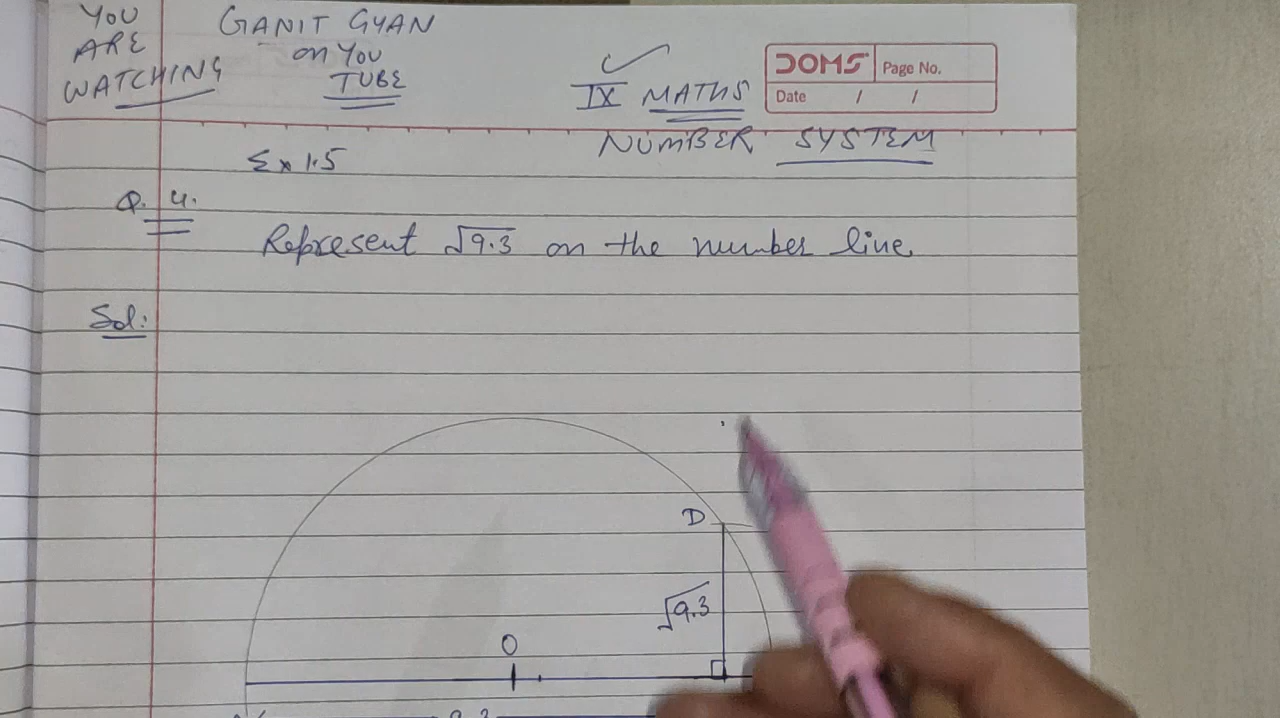 YOU ARE WATCHING
GANIT GYAN on YOU TUBE
IX MATHS
NUMBER SYSTEM
DOMS Page No.
Date / /
Ex 1.5
Q. 4.
Represent √9.3 on the number line.
Sol:
D
√9.3
O